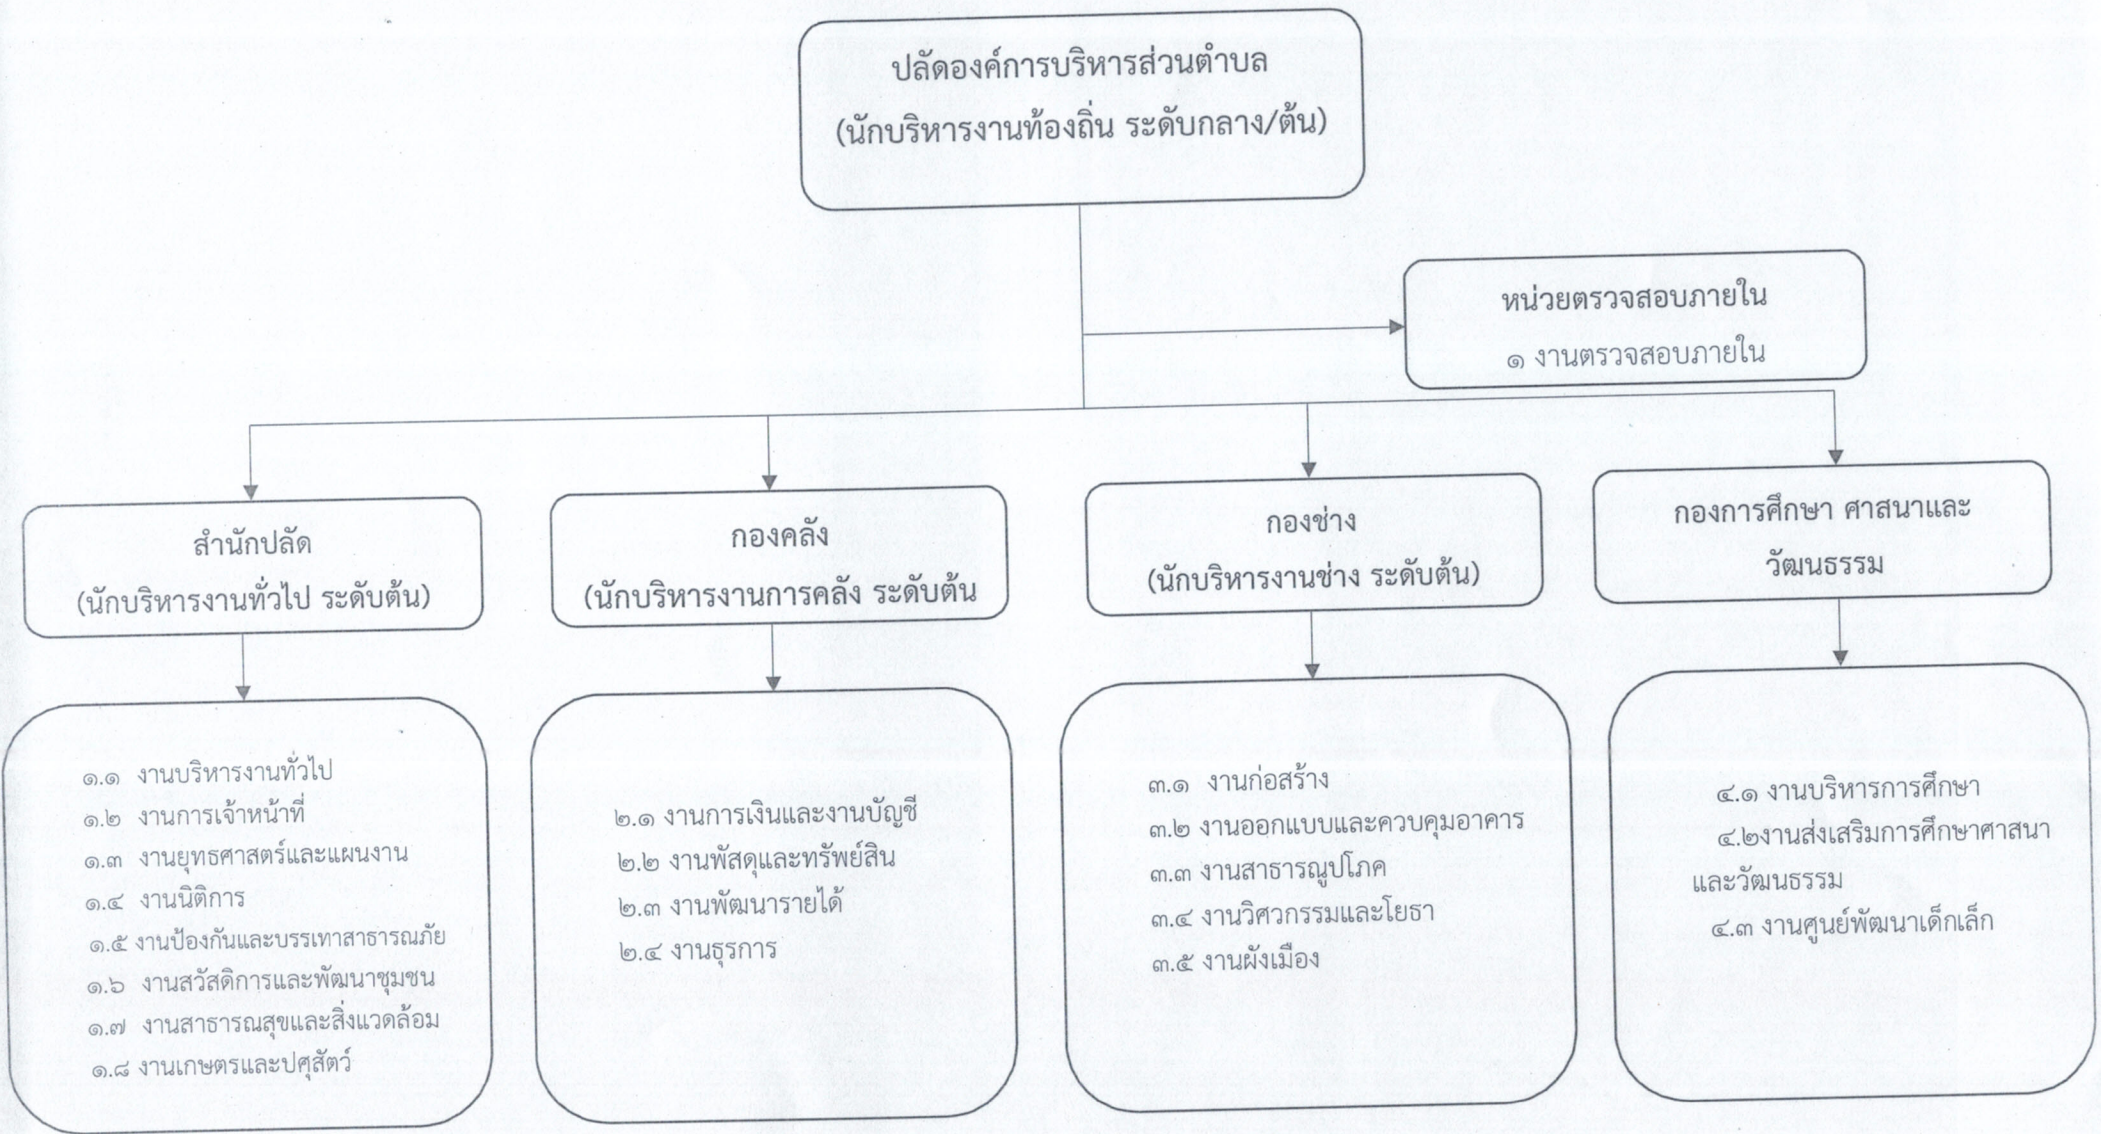 ปลัดองค์การบริหารส่วนตำบล
(นักบริหารงานท้องถิ่น ระดับกลาง/ต้น)
หน่วยตรวจสอบภายใน
๑ งานตรวจสอบภายใน
สำนักปลัด
(นักบริหารงานทั่วไป ระดับต้น)
กองคลัง
(นักบริหารงานการคลัง ระดับต้น
กองช่าง
(นักบริหารงานช่าง ระดับต้น)
กองการศึกษา ศาสนาและ
วัฒนธรรม
๑.๑ งานบริหารงานทั่วไป
๑.๒ งานการเจ้าหน้าที่
๑.๓ งานยุทธศาสตร์และแผนงาน
๑.๔ งานนิติการ
๑.๕ งานป้องกันและบรรเทาสาธารณภัย
๑.๖ งานสวัสดิการและพัฒนาชุมชน
๑.๗ งานสาธารณสุขและสิ่งแวดล้อม
๑.๘ งานเกษตรและปศุสัตว์
๒.๑ งานการเงินและงานบัญชี
๒.๒ งานพัสดุและทรัพย์สิน
๒.๓ งานพัฒนารายได้
๒.๔ งานธุรการ
๓.๑ งานก่อสร้าง
๓.๒ งานออกแบบและควบคุมอาคาร
๓.๓ งานสาธารณูปโภค
๓.๔ งานวิศวกรรมและโยธา
๓.๕ งานผังเมือง
๔.๑ งานบริหารการศึกษา
๔.๒งานส่งเสริมการศึกษาศาสนา
และวัฒนธรรม
๔.๓ งานศูนย์พัฒนาเด็กเล็ก